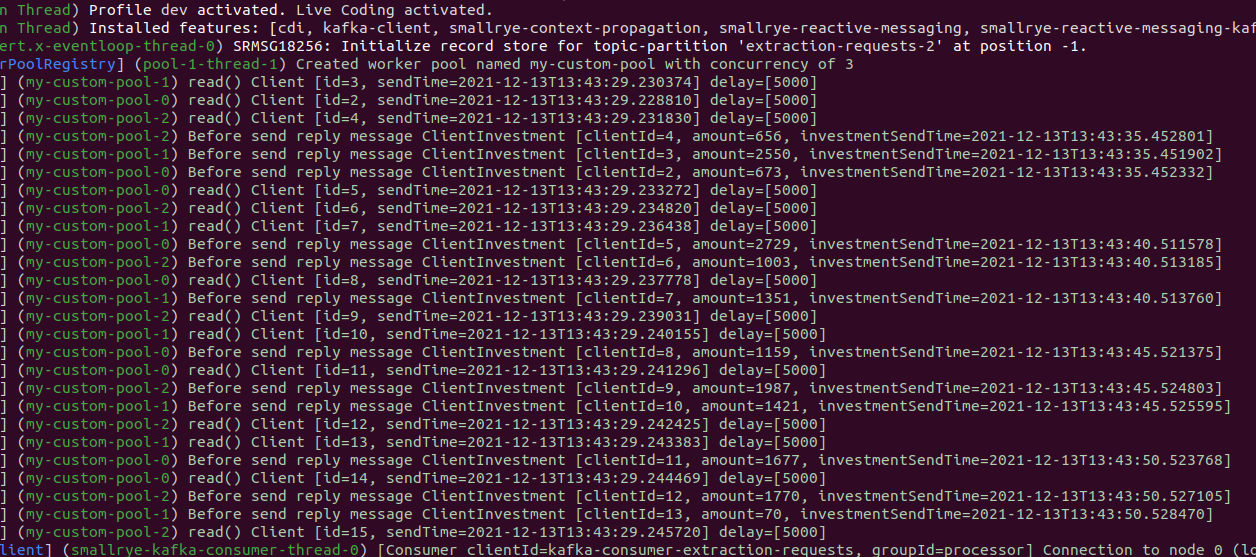 n Thread) Profile dev activated. Live Coding activated.
n Thread) Installed features: [cdi, kafka-client, smallrye-context-propagation, smallrye-reactive-messaging, smallrye-reactive-messaging-kaf
ert.x-eventloop-thread-0) SRMSG18256: Initialize record store for topic-partition 'extraction-requests-2' at position -1.
rPoolRegistry] (pool-1-thread-1) Created worker pool named my-custom-pool with concurrency of 3
] (my-custom-pool-1) read() Client [id=3, sendTime=2021-12-13T13:43:29.230374] delay=[5000]
] (my-custom-pool-0) read() Client [id=2, sendTime=2021-12-13T13:43:29.228810] delay=[5000]
] (my-custom-pool-2) read() Client [id=4, sendTime=2021-12-13T13:43:29.231830] delay=[5000]
] (my-custom-pool-2) Before send reply message ClientInvestment [clientId=4, amount=656, investmentSendTime=2021-12-13T13:43:35.452801]
] (my-custom-pool-1) Before send reply message ClientInvestment [clientId=3, amount=2550, investmentSendTime=2021-12-13T13:43:35.451902]
] (my-custom-pool-0) Before send reply message ClientInvestment [clientId=2, amount=673, investmentSendTime=2021-12-13T13:43:35.452332]
] (my-custom-pool-0) read() Client [id=5, sendTime=2021-12-13T13:43:29.233272] delay=[5000]
] (my-custom-pool-2) read() Client [id=6, sendTime=2021-12-13T13:43:29.234820] delay=[5000]
] (my-custom-pool-1) read() Client [id=7, sendTime=2021-12-13T13:43:29.236438] delay=[5000]
] (my-custom-pool-0) Before send reply message ClientInvestment [clientId=5, amount=2729, investmentSendTime=2021-12-13T13:43:40.511578]
] (my-custom-pool-2) Before send reply message ClientInvestment [clientId=6, amount=1003, investmentSendTime=2021-12-13T13:43:40.513185]
] (my-custom-pool-0) read() Client [id=8, sendTime=2021-12-13T13:43:29.237778] delay=[5000]
] (my-custom-pool-1) Before send reply message ClientInvestment [clientId=7, amount=1351, investmentSendTime=2021-12-13T13:43:40.513760]
] (my-custom-pool-2) read() Client [id=9, sendTime=2021-12-13T13:43:29.239031] delay=[5000]
] (my-custom-pool-1) read() Client [id=10, sendTime=2021-12-13T13:43:29.240155] delay=[5000]
] (my-custom-pool-0) Before send reply message ClientInvestment [clientId=8, amount=1159, investmentSendTime=2021-12-13T13:43:45.521375]
] (my-custom-pool-0) read() Client [id=11, sendTime=2021-12-13T13:43:29.241296] delay=[5000]
] (my-custom-pool-2) Before send reply message ClientInvestment [clientId=9, amount=1987, investmentSendTime=2021-12-13T13:43:45.524803]
] (my-custom-pool-1) Before send reply message ClientInvestment [clientId=10, amount=1421, investmentSendTime=2021-12-13T13:43:45.525595]
] (my-custom-pool-2) read() Client [id=12, sendTime=2021-12-13T13:43:29.242425] delay=[5000]
] (my-custom-pool-1) read() Client [id=13, sendTime=2021-12-13T13:43:29.243383] delay=[5000]
] (my-custom-pool-0) Before send reply message ClientInvestment [clientId=11, amount=1677, investmentSendTime=2021-12-13T13:43:50.523768]
] (my-custom-pool-0) read() Client [id=14, sendTime=2021-12-13T13:43:29.244469] delay=[5000]
] (my-custom-pool-2) Before send reply message ClientInvestment [clientId=12, amount=1770, investmentSendTime=2021-12-13T13:43:50.527105]
] (my-custom-pool-1) Before send reply message ClientInvestment [clientId=13, amount=70, investmentSendTime=2021-12-13T13:43:50.528470]
] (my-custom-pool-2) read() Client [id=15, sendTime=2021-12-13T13:43:29.245720] delay=[5000]
lient] (smallrye-kafka-consumer-thread-0) [Consumer clientId=kafka-consumer-extraction-requests, groupId=processor] Connection to node 0 (lo